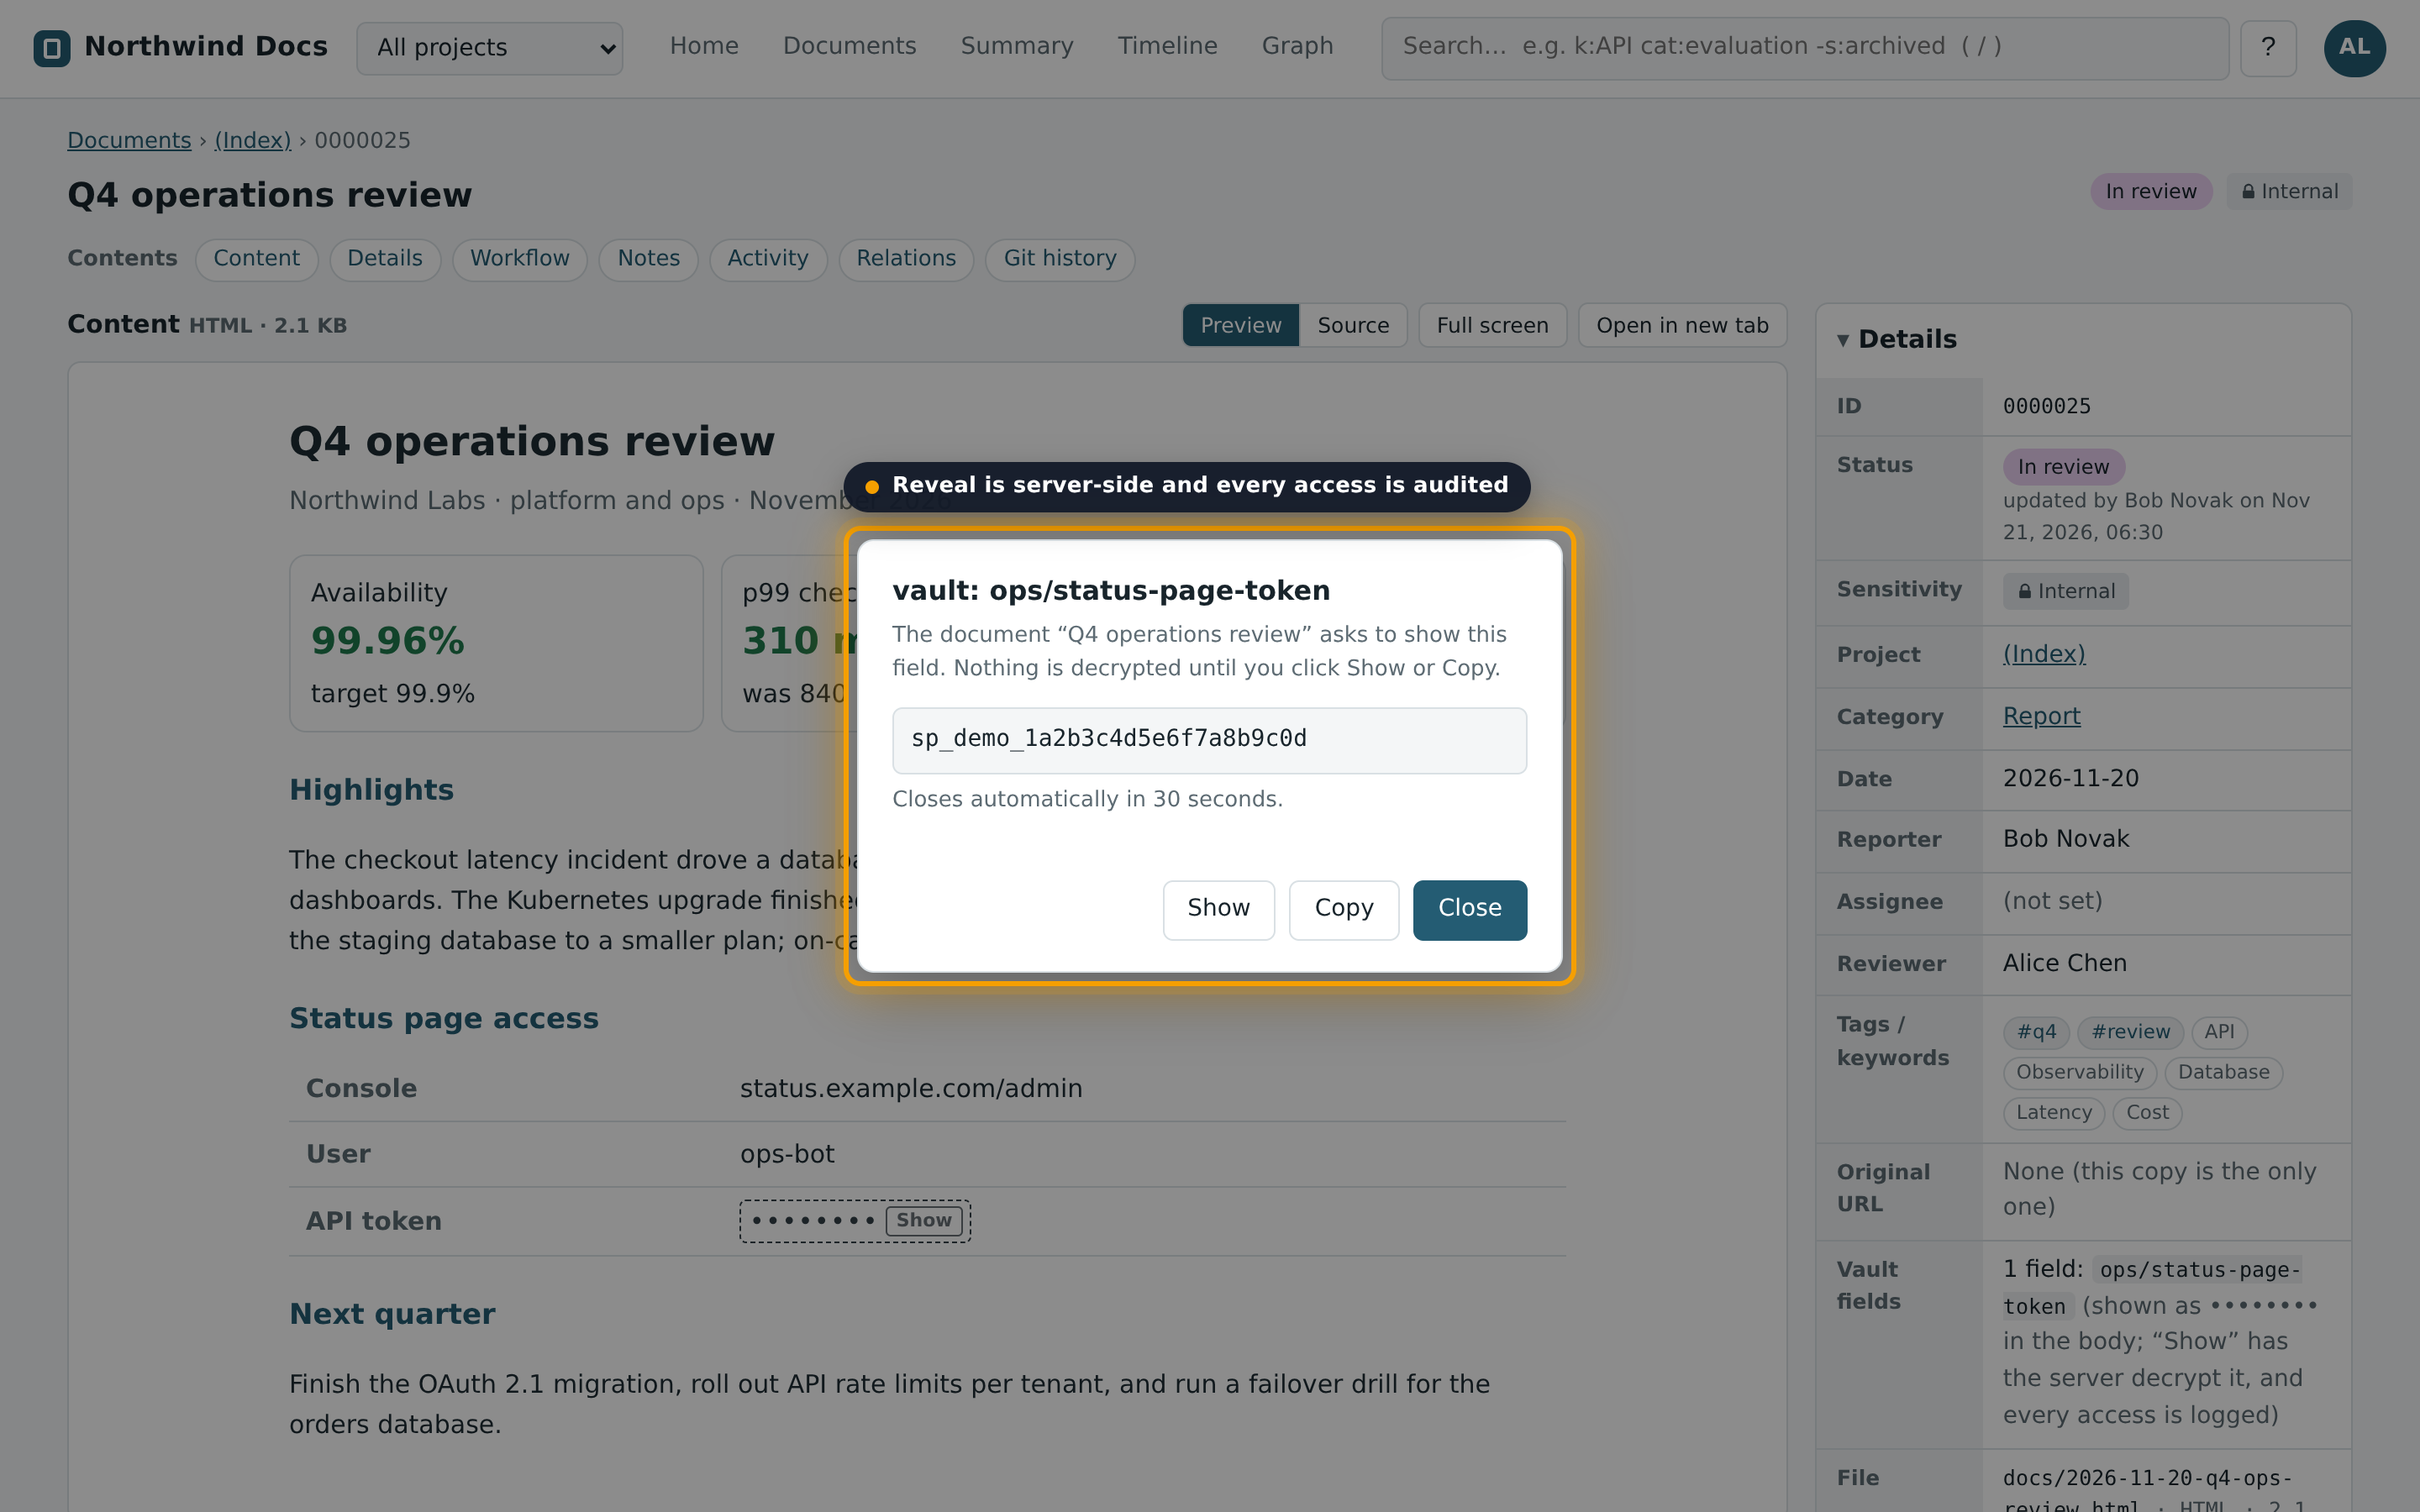 Northwind Docs
All projects
Home
Documents
Summary
Timeline
Graph
Search… e.g. k:API cat:evaluation -s:archived ( / )
?
AL
Documents › (Index) › 0000025
Q4 operations review
In review
Internal
Contents
Content
Details
Workflow
Notes
Activity
Relations
Git history
Content HTML · 2.1 KB
Preview
Source
Full screen
Open in new tab
Q4 operations review
Northwind Labs · platform and ops · November 2026
Reveal is server-side and every access is audited
Availability
99.96%
target 99.9%
p99 chec
310 m
was 840
vault: ops/status-page-token
The document “Q4 operations review” asks to show this
field. Nothing is decrypted until you click Show or Copy.
sp_demo_1a2b3c4d5e6f7a8b9c0d
Closes automatically in 30 seconds.
Show
Copy
Close
Highlights
The checkout latency incident drove a databa
dashboards. The Kubernetes upgrade finishe
the staging database to a smaller plan; on-ca
Status page access
Console
status.example.com/admin
User
ops-bot
API token
•••••••• Show
Next quarter
Finish the OAuth 2.1 migration, roll out API rate limits per tenant, and run a failover drill for the
orders database.
▾ Details
ID
0000025
Status
In review
updated by Bob Novak on Nov
21, 2026, 06:30
Sensitivity
Internal
Project
(Index)
Category
Report
Date
2026-11-20
Reporter
Bob Novak
Assignee
(not set)
Reviewer
Alice Chen
Tags /
keywords
#q4 #review API
Observability Database
Latency Cost
Original
URL
None (this copy is the only
one)
Vault
fields
1 field: ops/status-page-
token (shown as ••••••••
in the body; “Show” has
the server decrypt it, and
every access is logged)
File
docs/2026-11-20-q4-ops-
review.html · HTML · 2.1